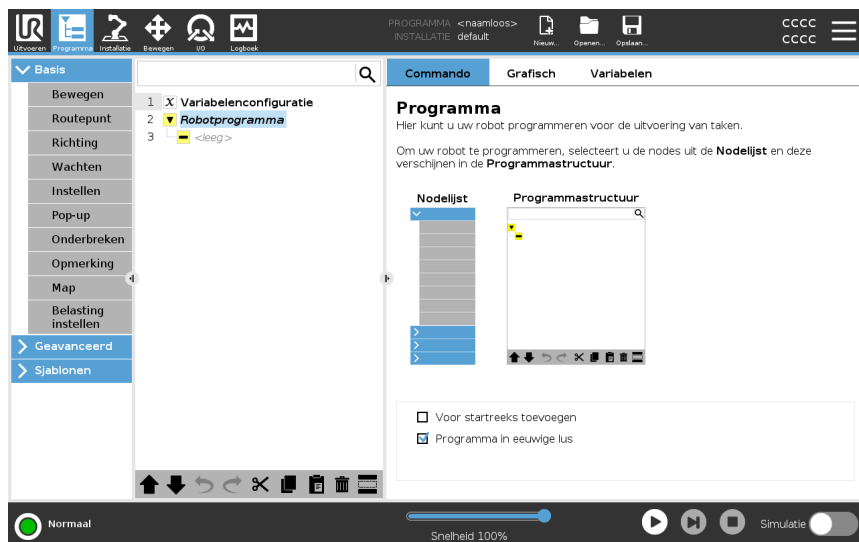 PROGRAMMA <naamloos>
INSTALLATIE default
Uitvoeren Programma Installatie Bewegen I/O Logboek Nieuw... Openen... Opslaan...
CCCC
CCCC
Basis
Bewegen
Routepunt
Richting
Wachten
Instellen
Pop-up
Onderbreken
Opmerking
Map
Belasting
instellen
Geavanceerd
Sjablonen
1 X Variabelenconfiguratie
2 Robotprogramma
3 <leeg>
Commando Grafisch Variabelen
Programma
Hier kunt u uw robot programmeren voor de uitvoering van taken.
Om uw robot te programmeren, selecteert u de nodes uit de Nodelijst en deze
verschijnen in de Programmastructuur.
Nodelijst Programmastructuur
Voor startreeks toevoegen
Programma in eeuwige lus
Normaal
Snelheid 100%
Simulatie